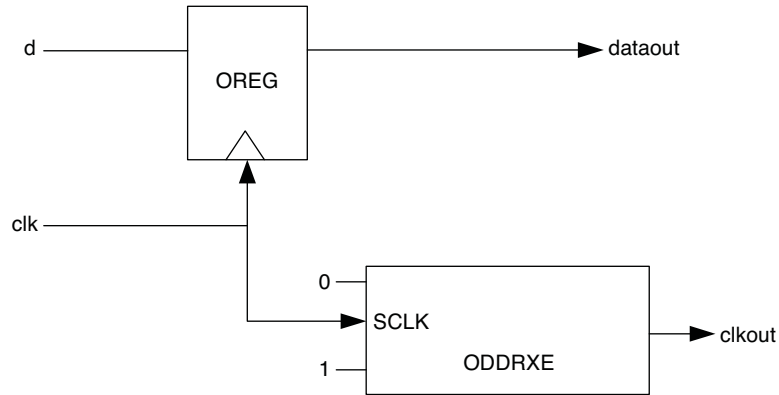 d
OREG
dataout
clk
0
SCLK
clkout
ODDRXE
1